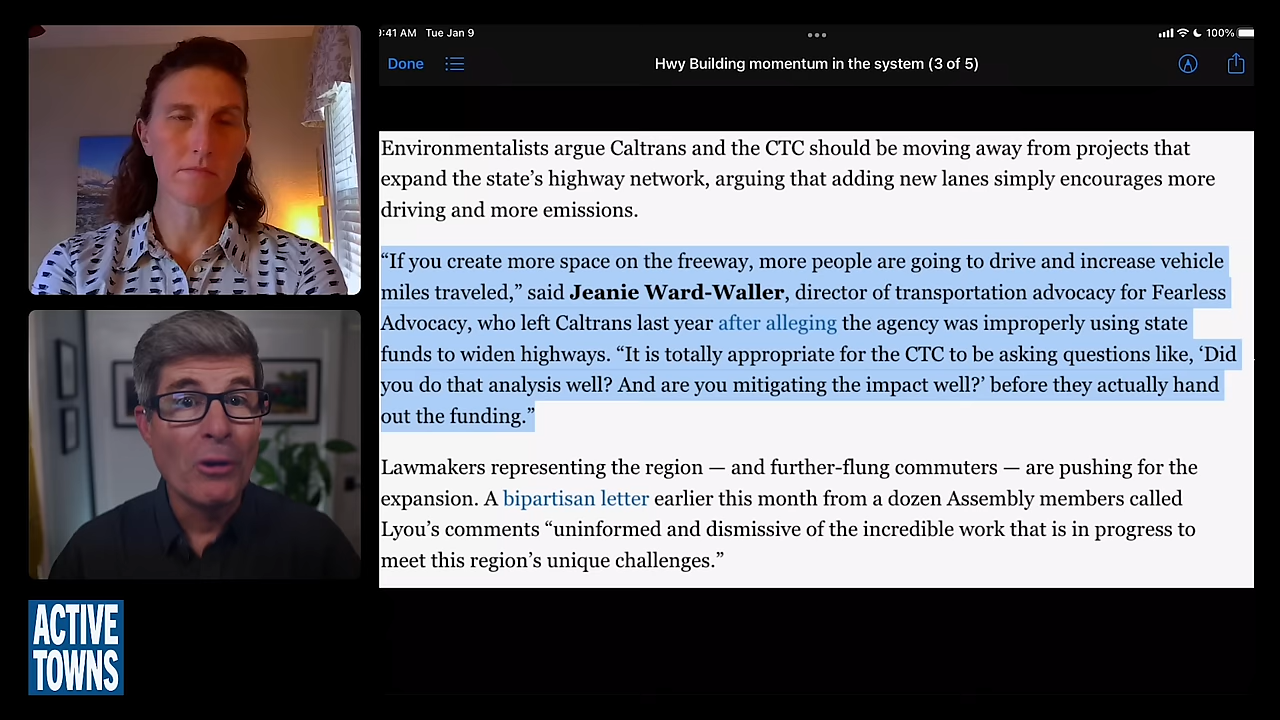 :41 AM Tue Jan 9
100%
Done
Hwy Building momentum in the system (3 of 5)
Environmentalists argue Caltrans and the CTC should be moving away from projects that
expand the state’s highway network, arguing that adding new lanes simply encourages more
driving and more emissions.
“If you create more space on the freeway, more people are going to drive and increase vehicle
miles traveled,” said Jeanie Ward-Waller, director of transportation advocacy for Fearless
Advocacy, who left Caltrans last year after alleging the agency was improperly using state
funds to widen highways. “It is totally appropriate for the CTC to be asking questions like, ‘Did
you do that analysis well? And are you mitigating the impact well?’ before they actually hand
out the funding.”
Lawmakers representing the region — and further-flung commuters — are pushing for the
expansion. A bipartisan letter earlier this month from a dozen Assembly members called
Lyou’s comments “uninformed and dismissive of the incredible work that is in progress to
meet this region’s unique challenges.”
ACTIVE
TOWNS